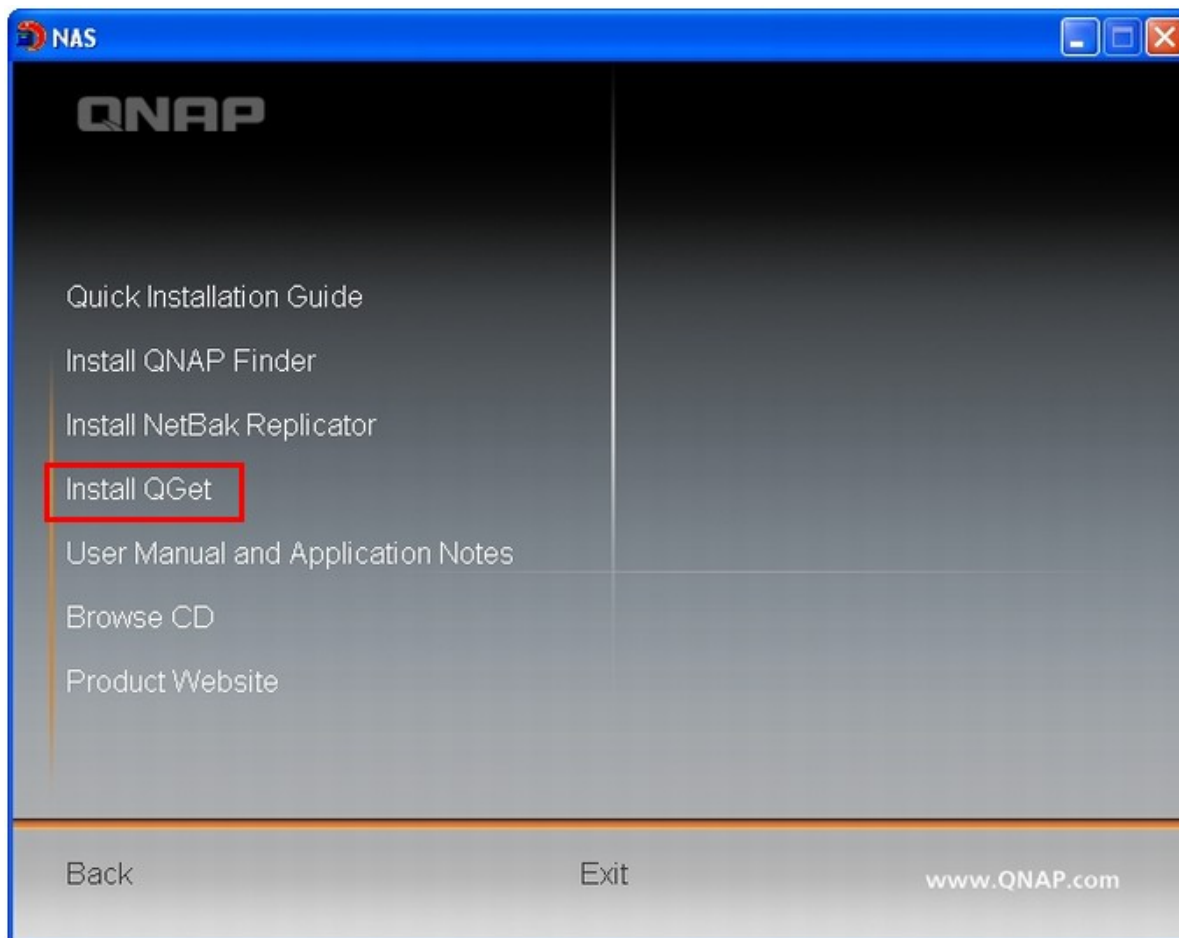 NAS
QNAP
Quick Installation Guide
Install QNAP Finder
Install NetBak Replicator
Install QGet
User Manual and Application Notes
Browse CD
Product Website
Back
Exit
www.QNAP.com